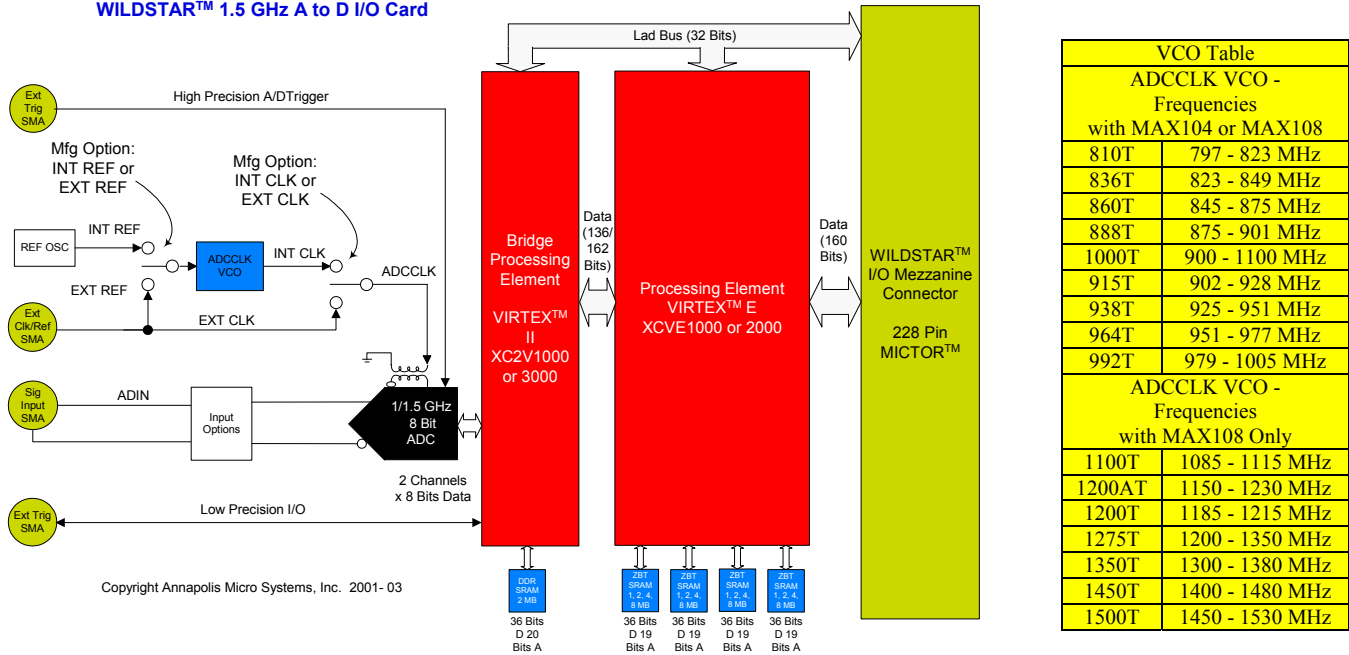 WILDSTAR™ 1.5 GHz A to D I/O Card
Lad Bus (32 Bits)
Ext
Trig
SMA
High Precision A/DTrigger
Mfg Option:
INT REF or
EXT REF
Mfg Option:
INT CLK or
EXT CLK
REF OSC
INT REF
ADCCLK
VCO
INT CLK
ADCCLK
EXT REF
Ext
Clk/Ref
SMA
EXT CLK
Sig
Input
SMA
ADIN
Input
Options
1/1.5 GHz
8 Bit
ADC
2 Channels
x 8 Bits Data
Ext Trig
SMA
Low Precision I/O
Bridge
Processing
Element
VIRTEX™
II
XC2V1000
or 3000
Data
(136/
162
Bits)
Processing Element
VIRTEX™ E
XCVE1000 or 2000
Data
(160
Bits)
WILDSTAR™
I/O Mezzanine
Connector
228 Pin
MICTOR™
DDR
SRAM
2 MB
36 Bits
D 20
Bits A
ZBT
SRAM
1, 2, 4,
8 MB
36 Bits
D 19
Bits A
ZBT
SRAM
1, 2, 4,
8 MB
36 Bits
D 19
Bits A
ZBT
SRAM
1, 2, 4,
8 MB
36 Bits
D 19
Bits A
ZBT
SRAM
1, 2, 4,
8 MB
36 Bits
D 19
Bits A
Copyright Annapolis Micro Systems, Inc. 2001- 03
VCO Table
ADCCLK VCO -
Frequencies
with MAX104 or MAX108
810T 797 - 823 MHz
836T 823 - 849 MHz
860T 845 - 875 MHz
888T 875 - 901 MHz
1000T 900 - 1100 MHz
915T 902 - 928 MHz
938T 925 - 951 MHz
964T 951 - 977 MHz
992T 979 - 1005 MHz
ADCCLK VCO -
Frequencies
with MAX108 Only
1100T 1085 - 1115 MHz
1200AT 1150 - 1230 MHz
1200T 1185 - 1215 MHz
1275T 1200 - 1350 MHz
1350T 1300 - 1380 MHz
1450T 1400 - 1480 MHz
1500T 1450 - 1530 MHz